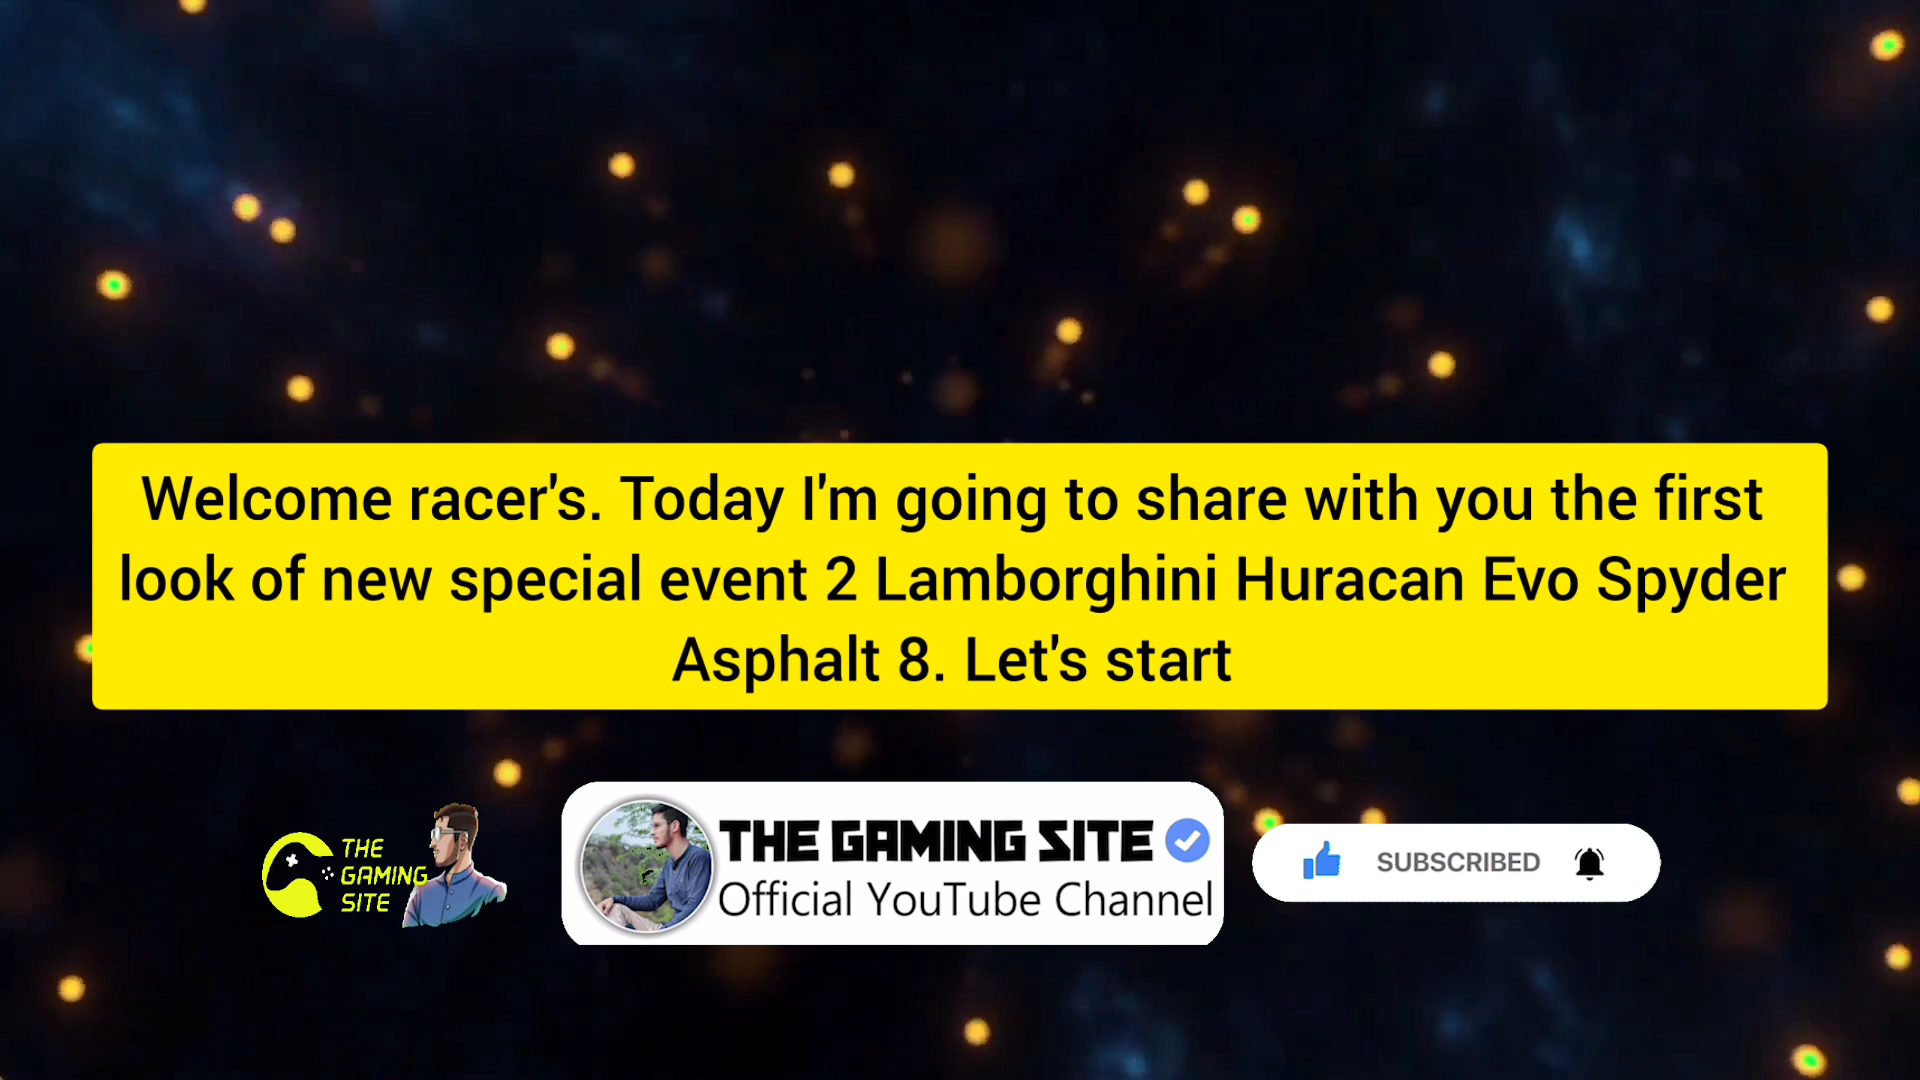 Welcome racer's. Today I'm going to share with you the first
look of new special event 2 Lamborghini Huracan Evo Spyder
Asphalt 8. Let's start
THE
GAMING
SITE
THE GAMING SITE
Official YouTube Channel
SUBSCRIBED